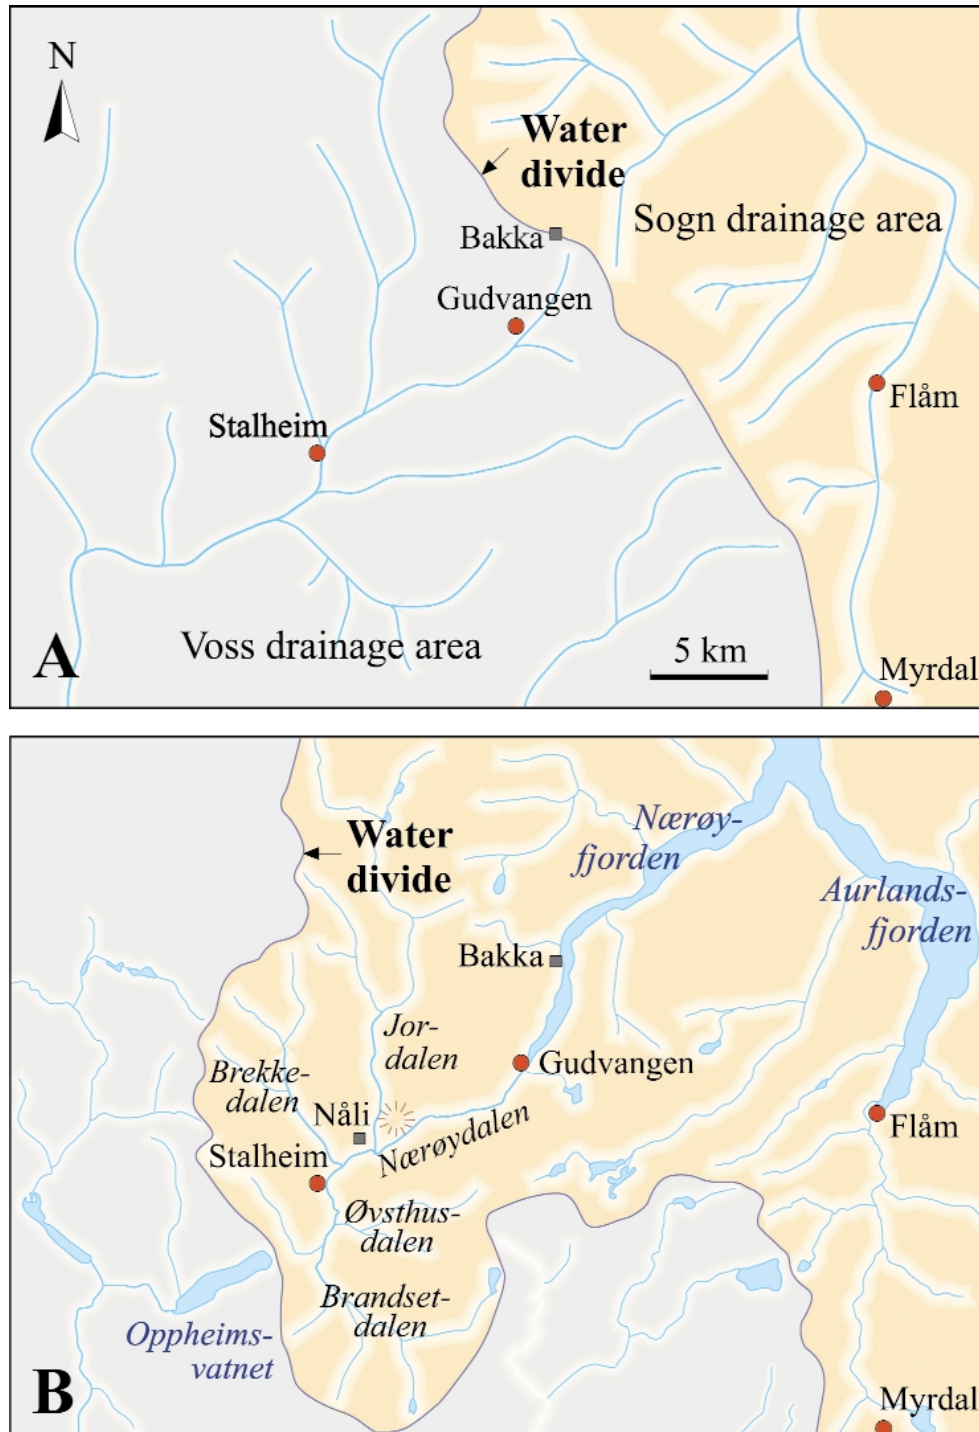 N
Water
divide
Sogn drainage area
Bakka
Gudvangen
Flåm
Stalheim
Voss drainage area
5 km
Myrdal
A
Nærøy-
fjorden
Water
divide
Aurlands-
fjorden
Bakka
Jor-
dalen
Gudvangen
Brekke-
dalen
Nåli
Nærøydalen
Flåm
Stalheim
Øvsthus-
dalen
Brandset-
dalen
Oppheims-
vatnet
Myrdal
B